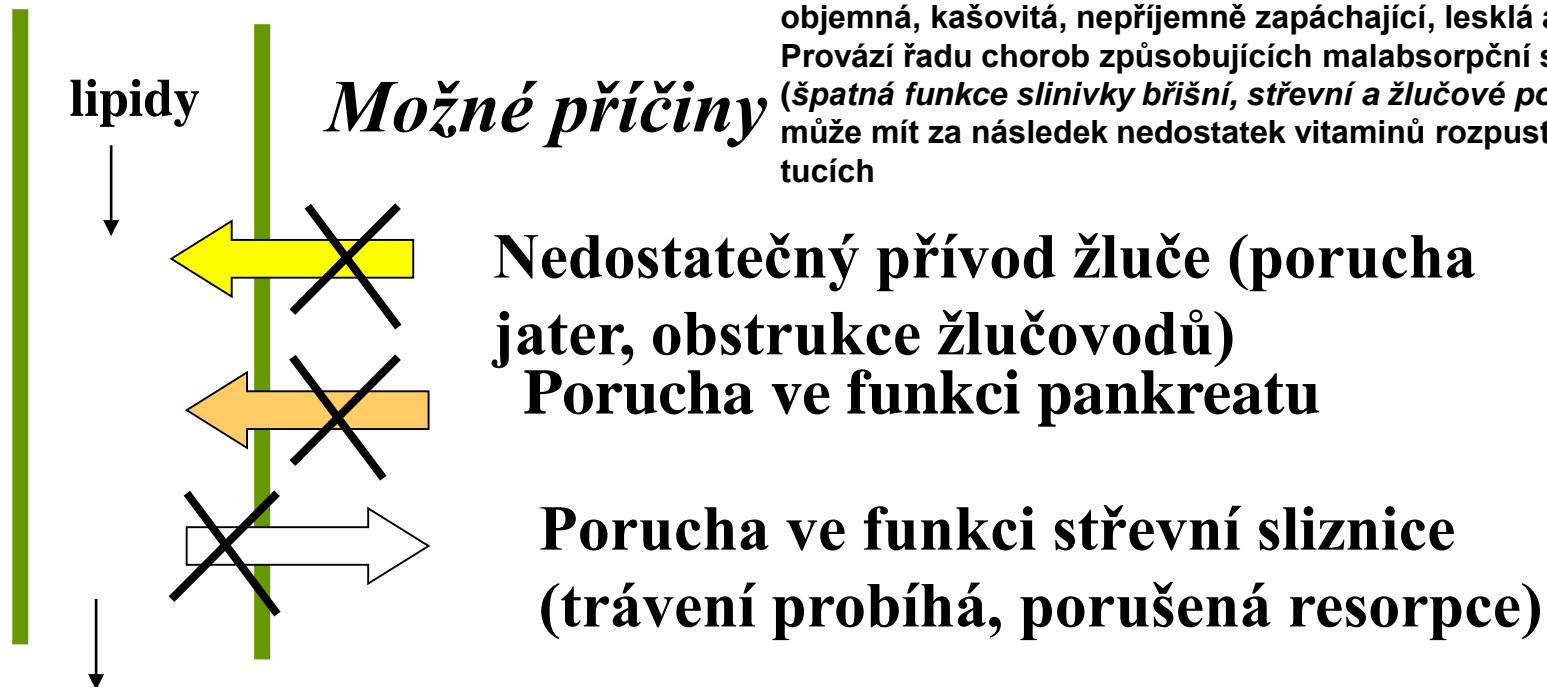 objemná, kašovitá, nepříjemně zapáchající, lesklá
Provází řadu chorob způsobujících malabsorpční
(špatná funkce slinivky břišní, střevní a žlučové
může mít za následek nedostatek vitaminů
tucích
lipidy
Možné příčiny
Nedostatečný přívod žluče (porucha
jater, obstrukce žlučovodů)
Porucha ve funkci pankreatu
Porucha ve funkci střevní sliznice
(trávení probíhá, porušená resorpce)